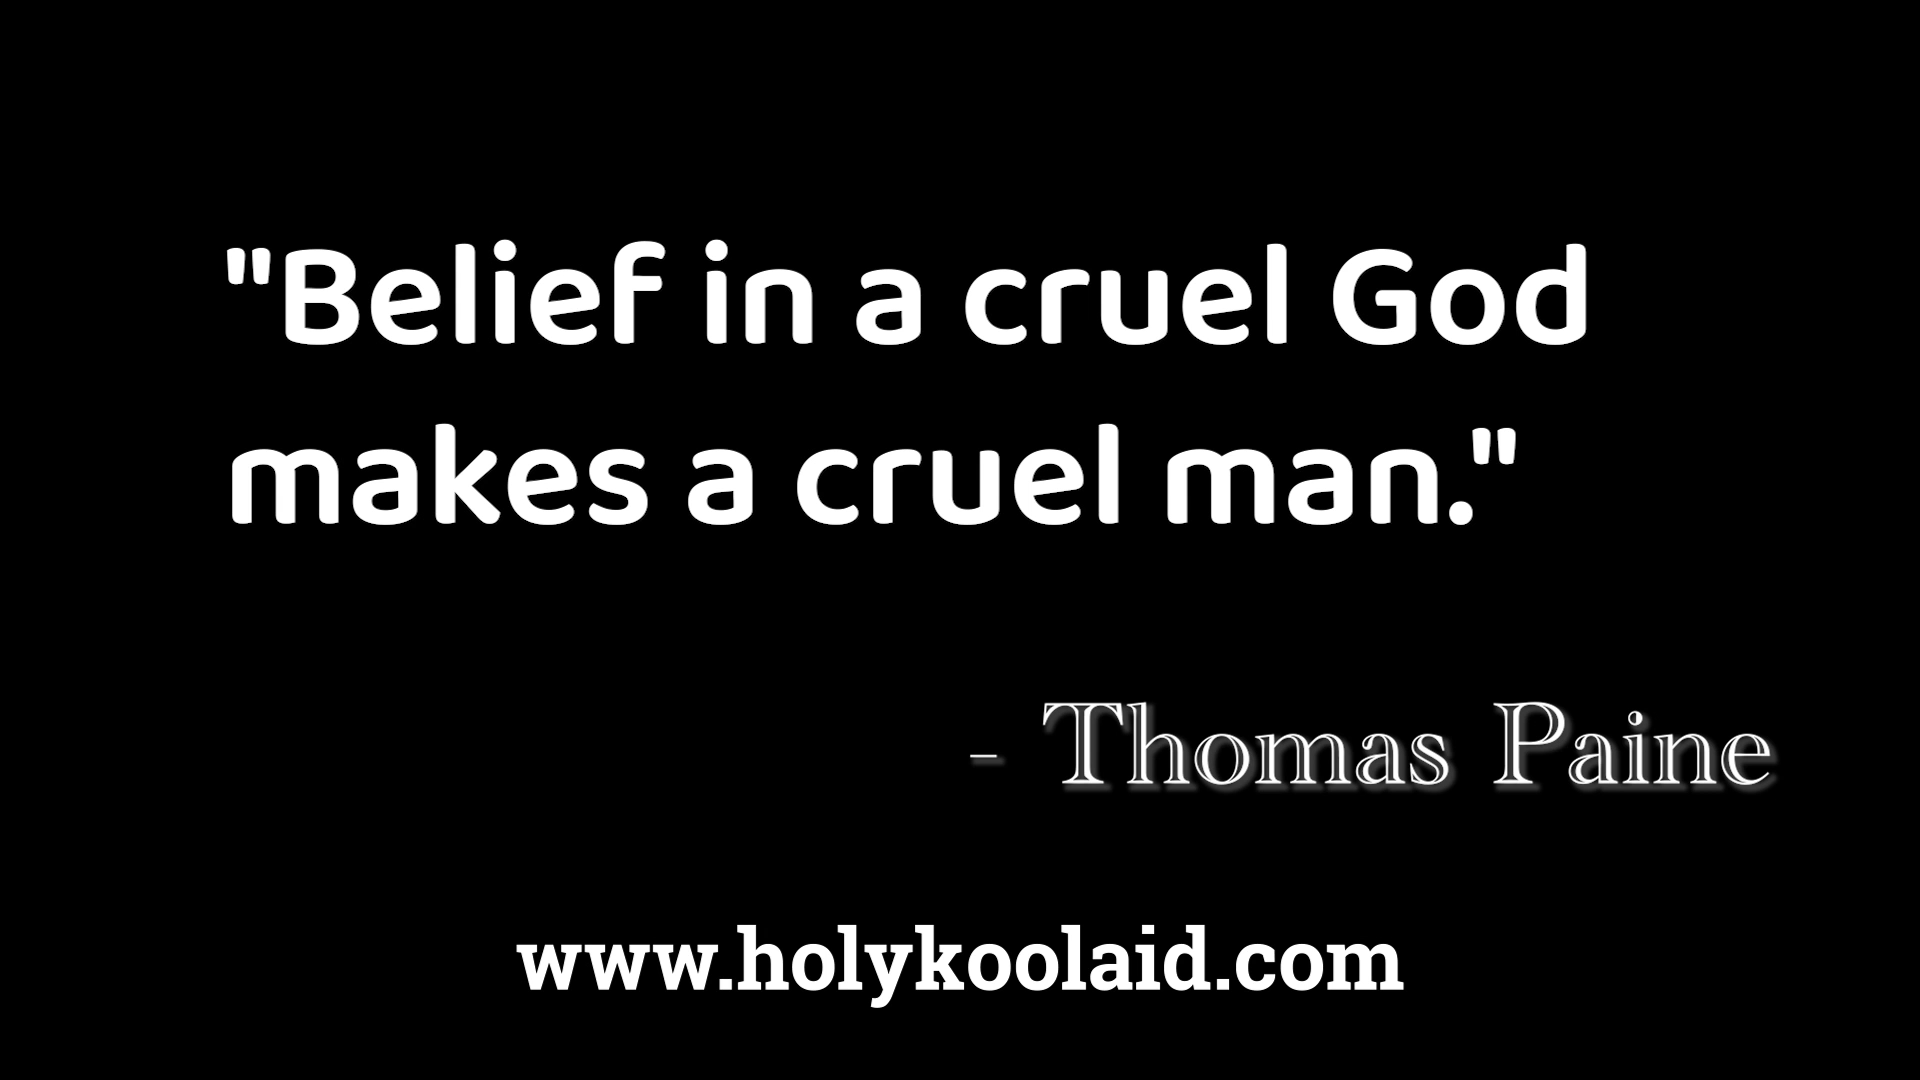 "Belief in a cruel God
makes a cruel man."
- Thomas Paine
www.holykoolaid.com